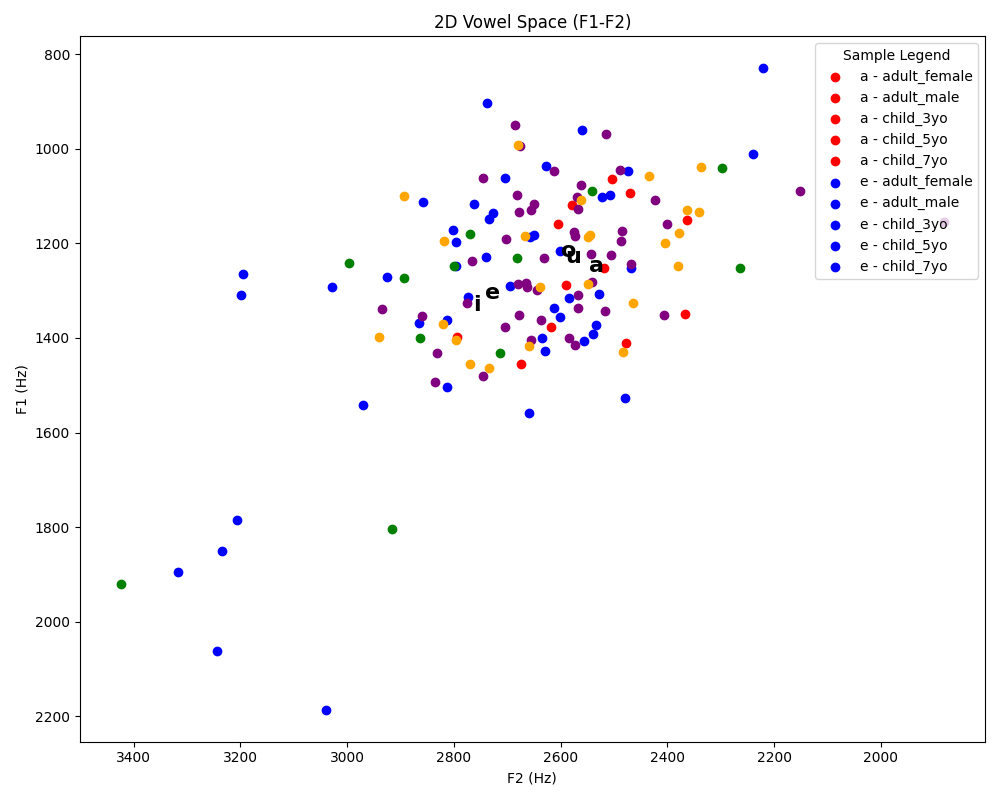 2D Vowel Space (F1-F2)
Sample Legend
a - adult_female
a - adult_male
a - child_3yo
a - child_5yo
a - child_7yo
e - adult_female
e - adult_male
e - child_3yo
e - child_5yo
e - child_7yo
800
1000
1200
1400
1600
1800
2000
2200
F1 (Hz)
o
u
a
e
i
3400 3200 3000 2800 2600 2400 2200 2000
F2 (Hz)